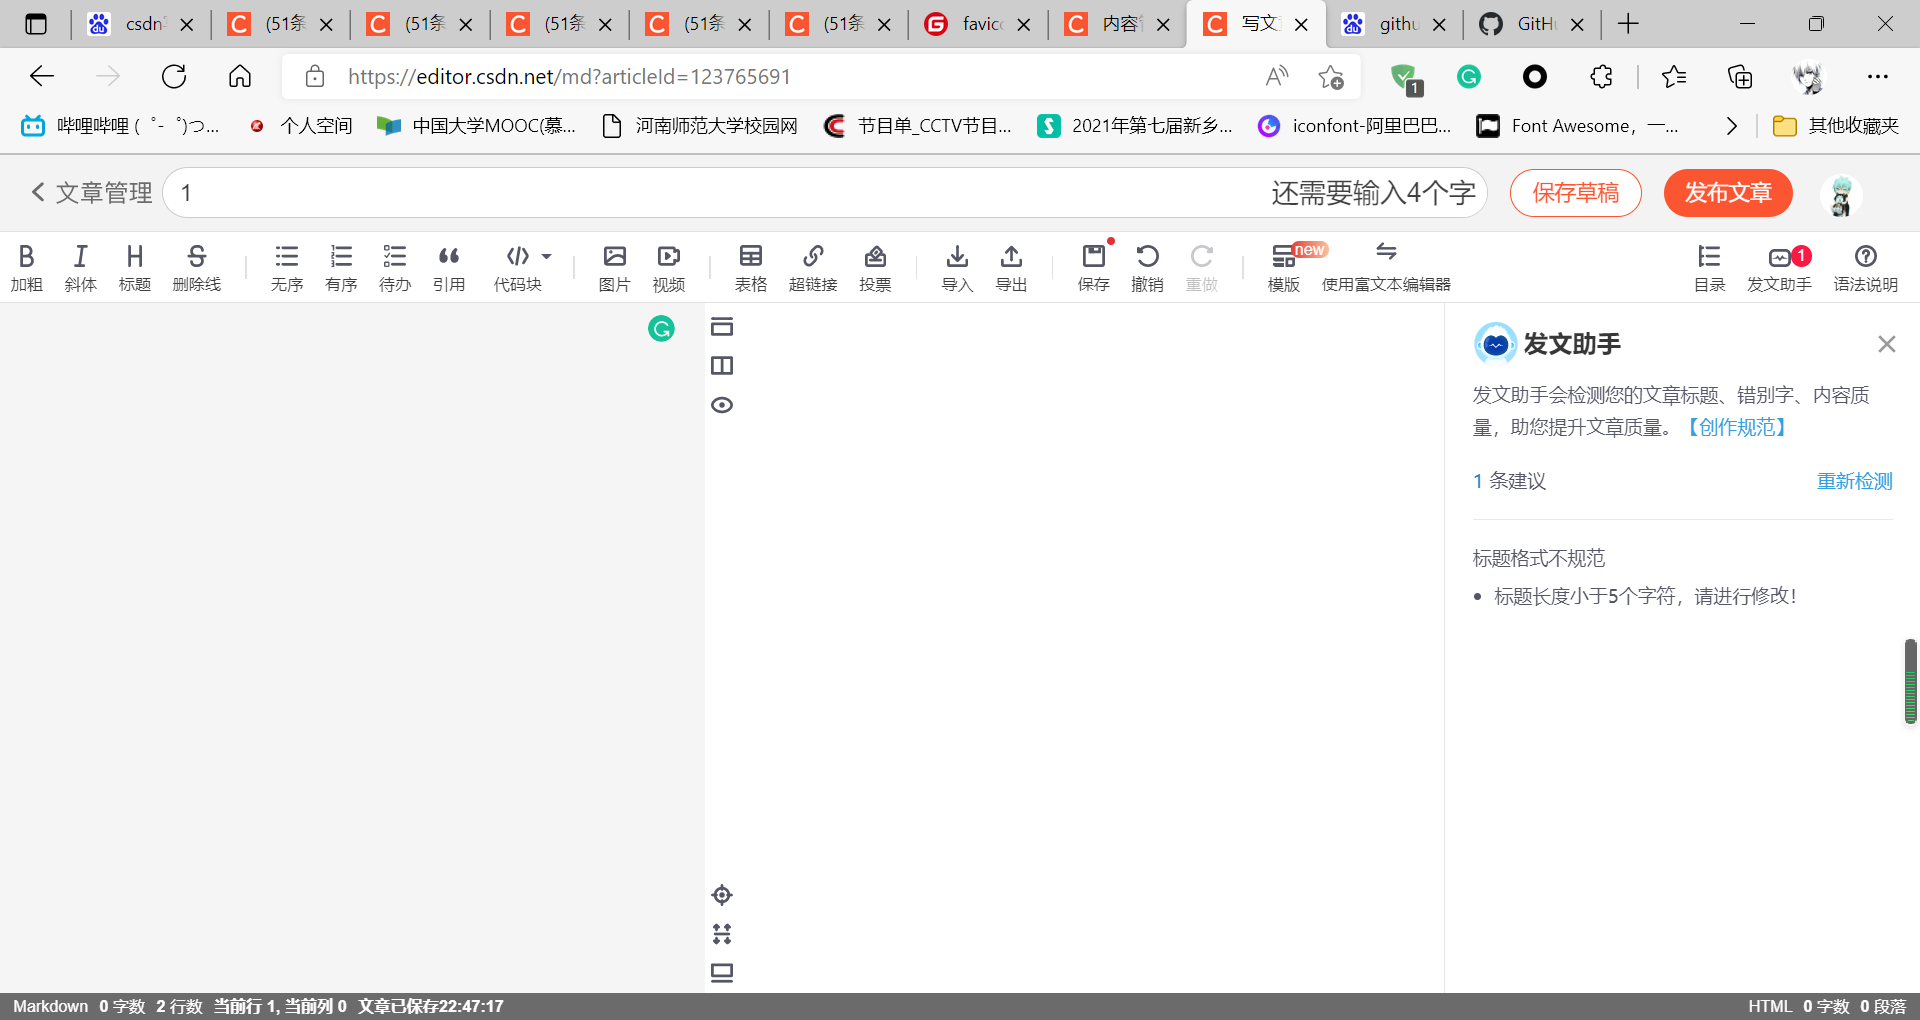 csdn
(51条
(51条
(51条
(51条
(51条
favico
内容
写文
githu
GitHu
https://editor.csdn.net/md?articleId=123765691
1
哔哩哔哩 ( ゜- ゜)つ...
个人空间
中国大学MOOC(慕...
河南师范大学校园网
节目单_CCTV节目...
2021年第七届新乡...
iconfont-阿里巴巴...
Font Awesome，一...
其他收藏夹
文章管理
1
还需要输入4个字
保存草稿
发布文章
加粗
斜体
标题
删除线
无序
有序
待办
引用
代码块
图片
视频
表格
超链接
投票
导入
导出
保存
撤销
重做
new
模版
使用富文本编辑器
目录
1
发文助手
语法说明
发文助手
发文助手会检测您的文章标题、错别字、内容质
量，助您提升文章质量。【创作规范】
1 条建议
重新检测
标题格式不规范
• 标题长度小于5个字符，请进行修改！
Markdown 0 字数 2 行数 当前行 1, 当前列 0 文章已保存22:47:17
HTML 0 字数 0 段落